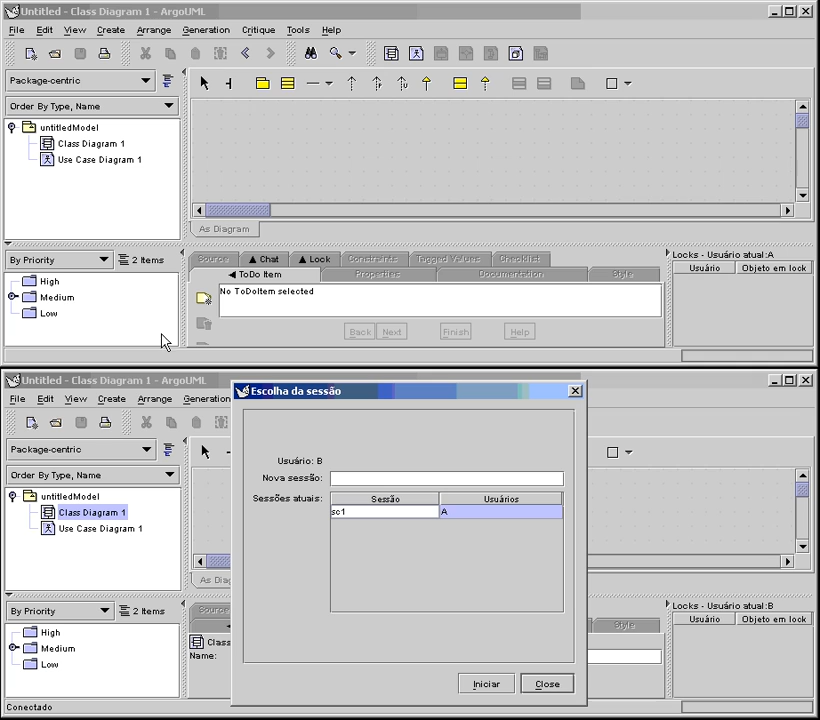 Untitled - Class Diagram 1 - ArgoUML
File Edit View Create Arrange Generation Critique Tools Help
Package-centric
Order By Type, Name
untitledModel
Class Diagram 1
Use Case Diagram 1
As Diagram
By Priority 2 Items
High
Medium
Low
Source ▲ Chat ▲ Lock Constraints Tagged Values Checklist
◀ ToDo Item Properties Documentation Style
No ToDoItem selected
Back Next Finish Help
Locks - Usuário atual:A
Usuário Objeto em lock
Untitled - Class Diagram 1 - ArgoUML
File Edit View Create Arrange Generation
Package-centric
Order By Type, Name
untitledModel
Class Diagram 1
Use Case Diagram 1
As Diag
By Priority 2 Items
High
Medium
Low
Source
Class
Name:
Style
Locks - Usuário atual:B
Usuário Objeto em lock
Conectado
Escolha da sessão
Usuário: B
Nova sessão:
Sessões atuais:
Sessão Usuários
sc1 A
Iniciar Close